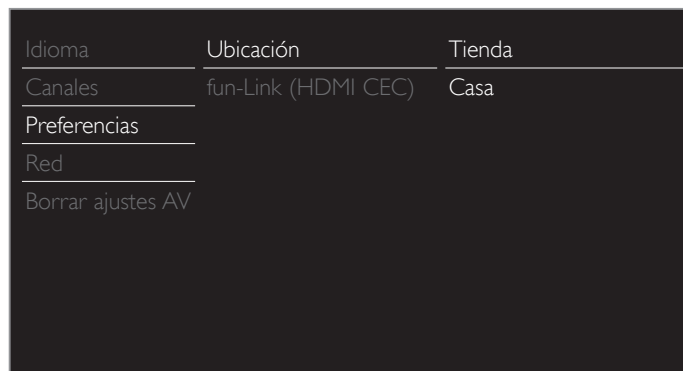 Idioma
Ubicación
Tienda
Canales
fun-Link (HDMI CEC)
Casa
Preferencias
Red
Borrar ajustes AV